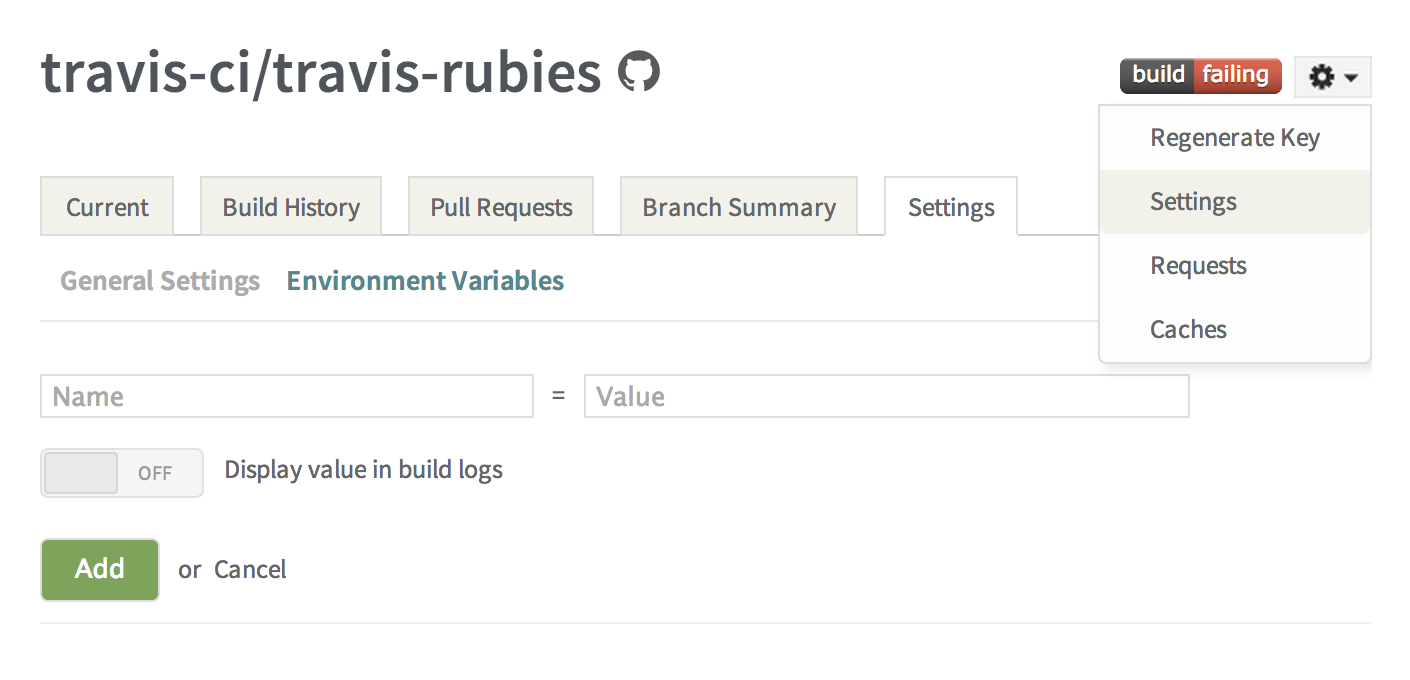 travis-ci/travis-rubies
build failing
Regenerate Key
Settings
Requests
Caches
Current
Build History
Pull Requests
Branch Summary
Settings
General Settings
Environment Variables
Name = Value
OFF Display value in build logs
Add or Cancel